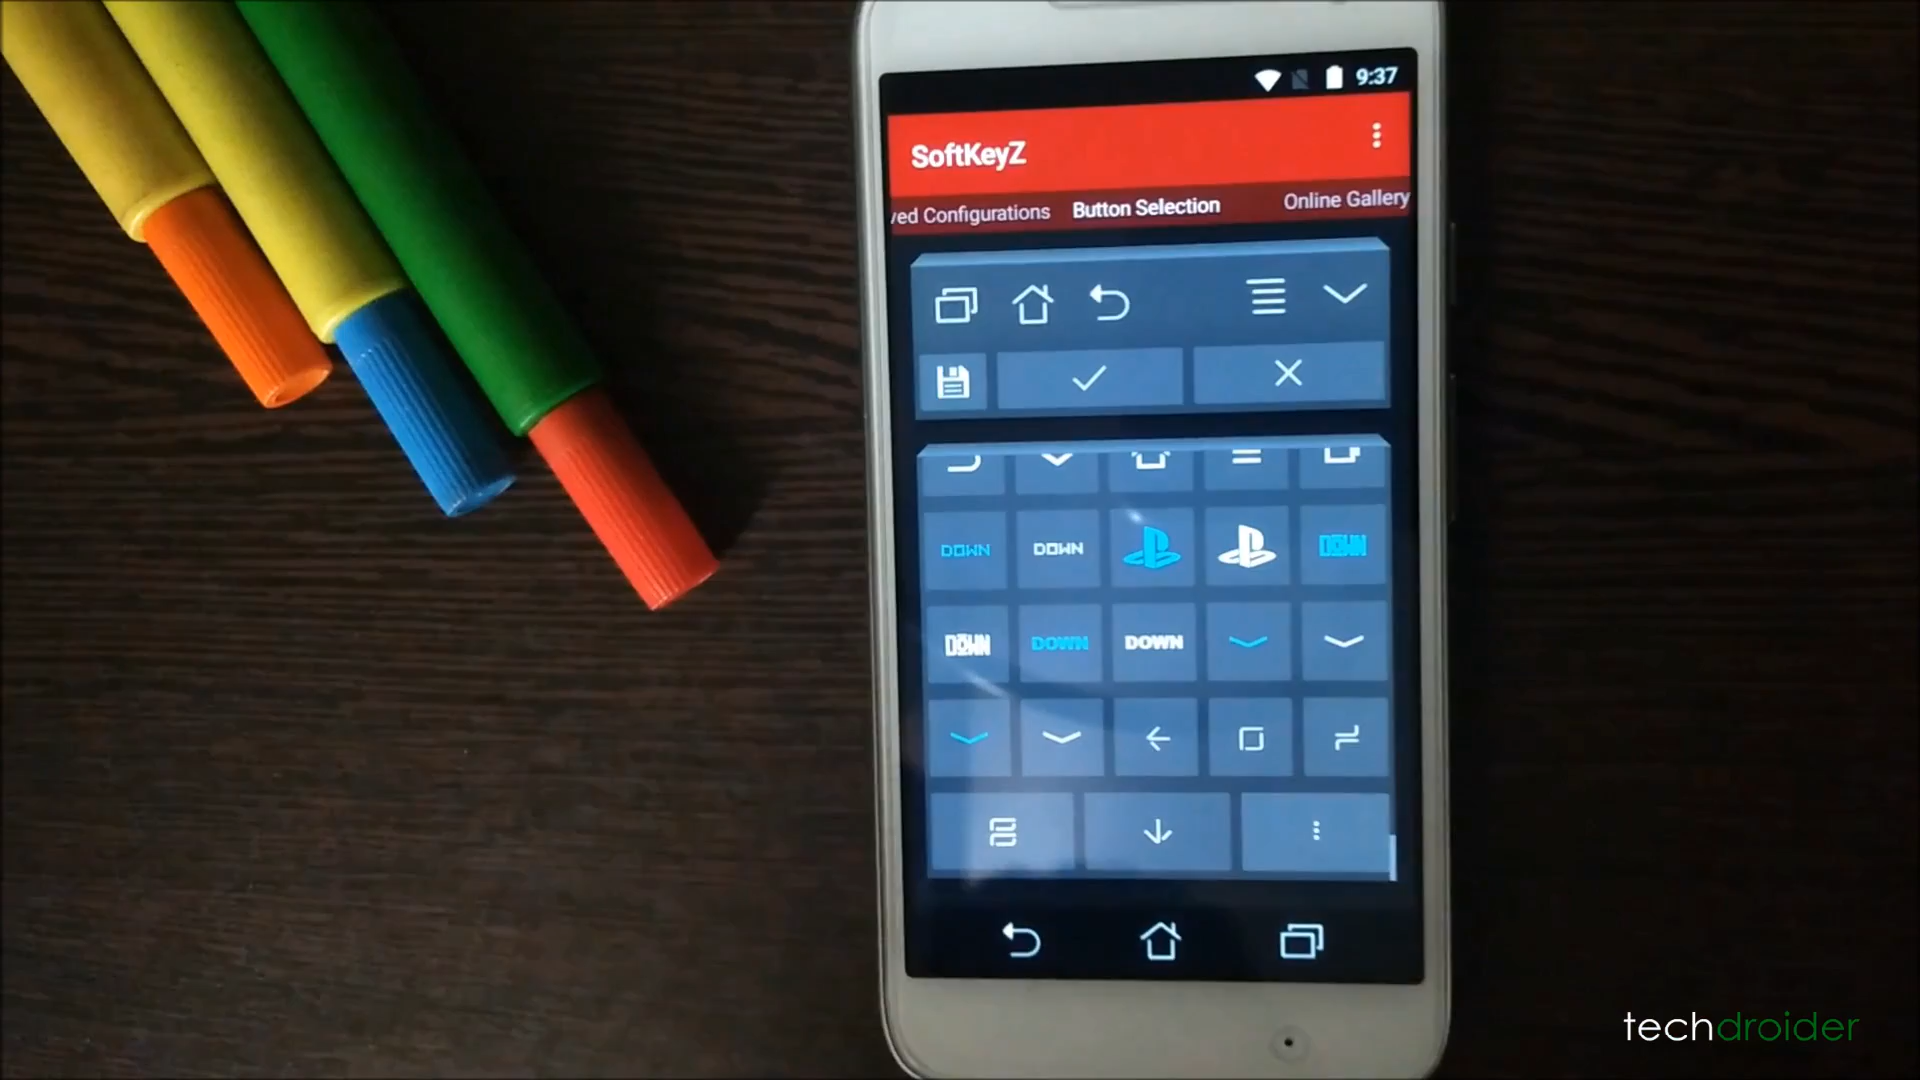 9:37
SoftKeyZ
ved Configurations Button Selection Online Gallery
DOWN DOWN DOWN
DOWN DOWN DOWN
techdroider